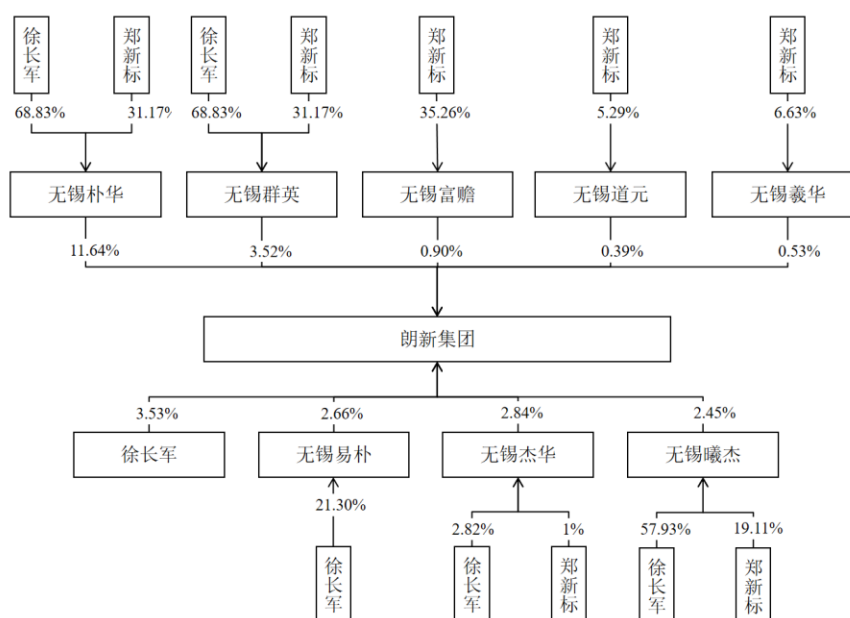 徐长军
郑新标
徐长军
郑新标
郑新标
郑新标
郑新标
68.83%
31.17%
68.83%
31.17%
35.26%
5.29%
6.63%
无锡朴华
无锡群英
无锡富赡
无锡道元
无锡羲华
11.64%
3.52%
0.90%
0.39%
0.53%
朗新集团
3.53%
2.66%
2.84%
2.45%
徐长军
无锡易朴
无锡杰华
无锡曦杰
21.30%
2.82%
1%
57.93%
19.11%
徐长军
徐长军
郑新标
徐长军
郑新标